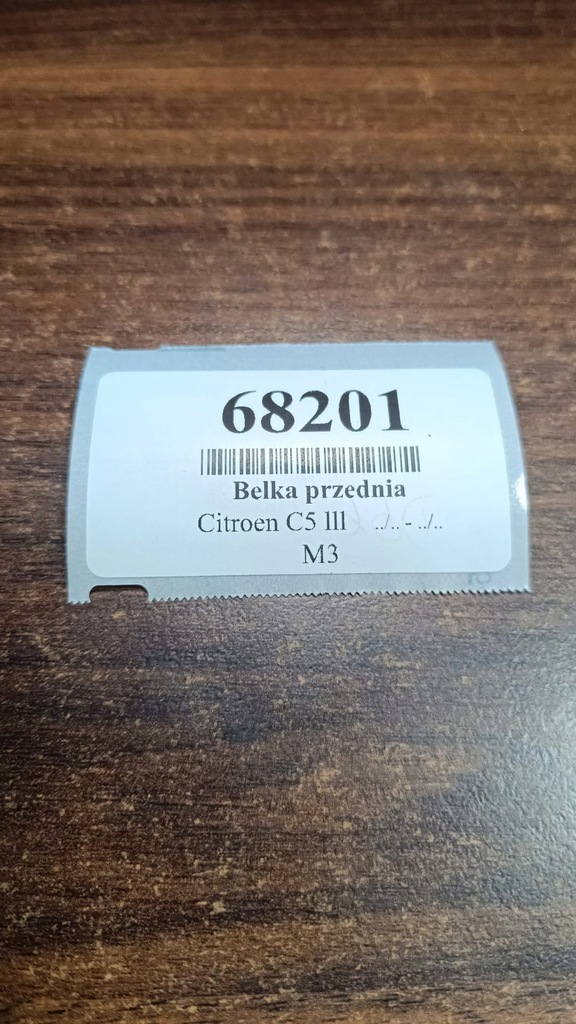 68201
Belka przednia
Citroen C5 lll ../.. - ../..
M3